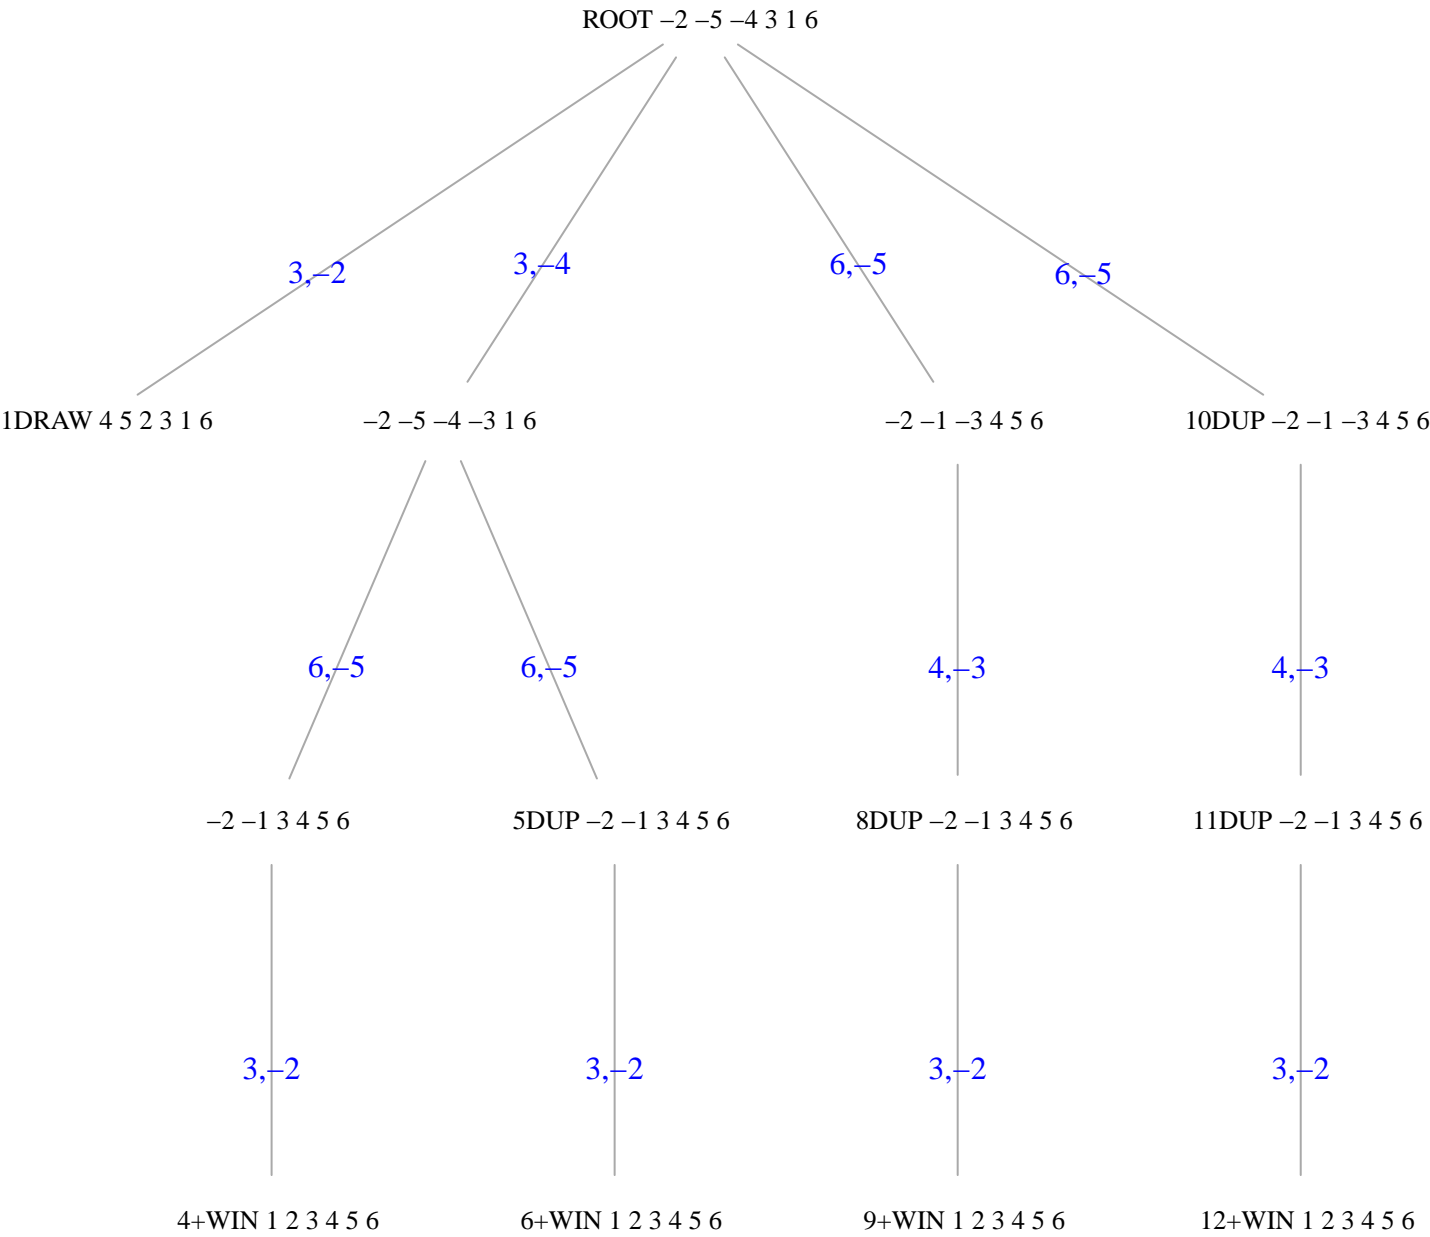 ROOT –2 –5 –4 3 1 6
3,–2
3,–4
6,–5
6,–5
1DRAW 4 5 2 3 1 6
–2 –5 –4 –3 1 6
–2 –1 –3 4 5 6
10DUP –2 –1 –3 4 5 6
6,–5
6,–5
4,–3
4,–3
–2 –1 3 4 5 6
5DUP –2 –1 3 4 5 6
8DUP –2 –1 3 4 5 6
11DUP –2 –1 3 4 5 6
3,–2
3,–2
3,–2
3,–2
4+WIN 1 2 3 4 5 6
6+WIN 1 2 3 4 5 6
9+WIN 1 2 3 4 5 6
12+WIN 1 2 3 4 5 6